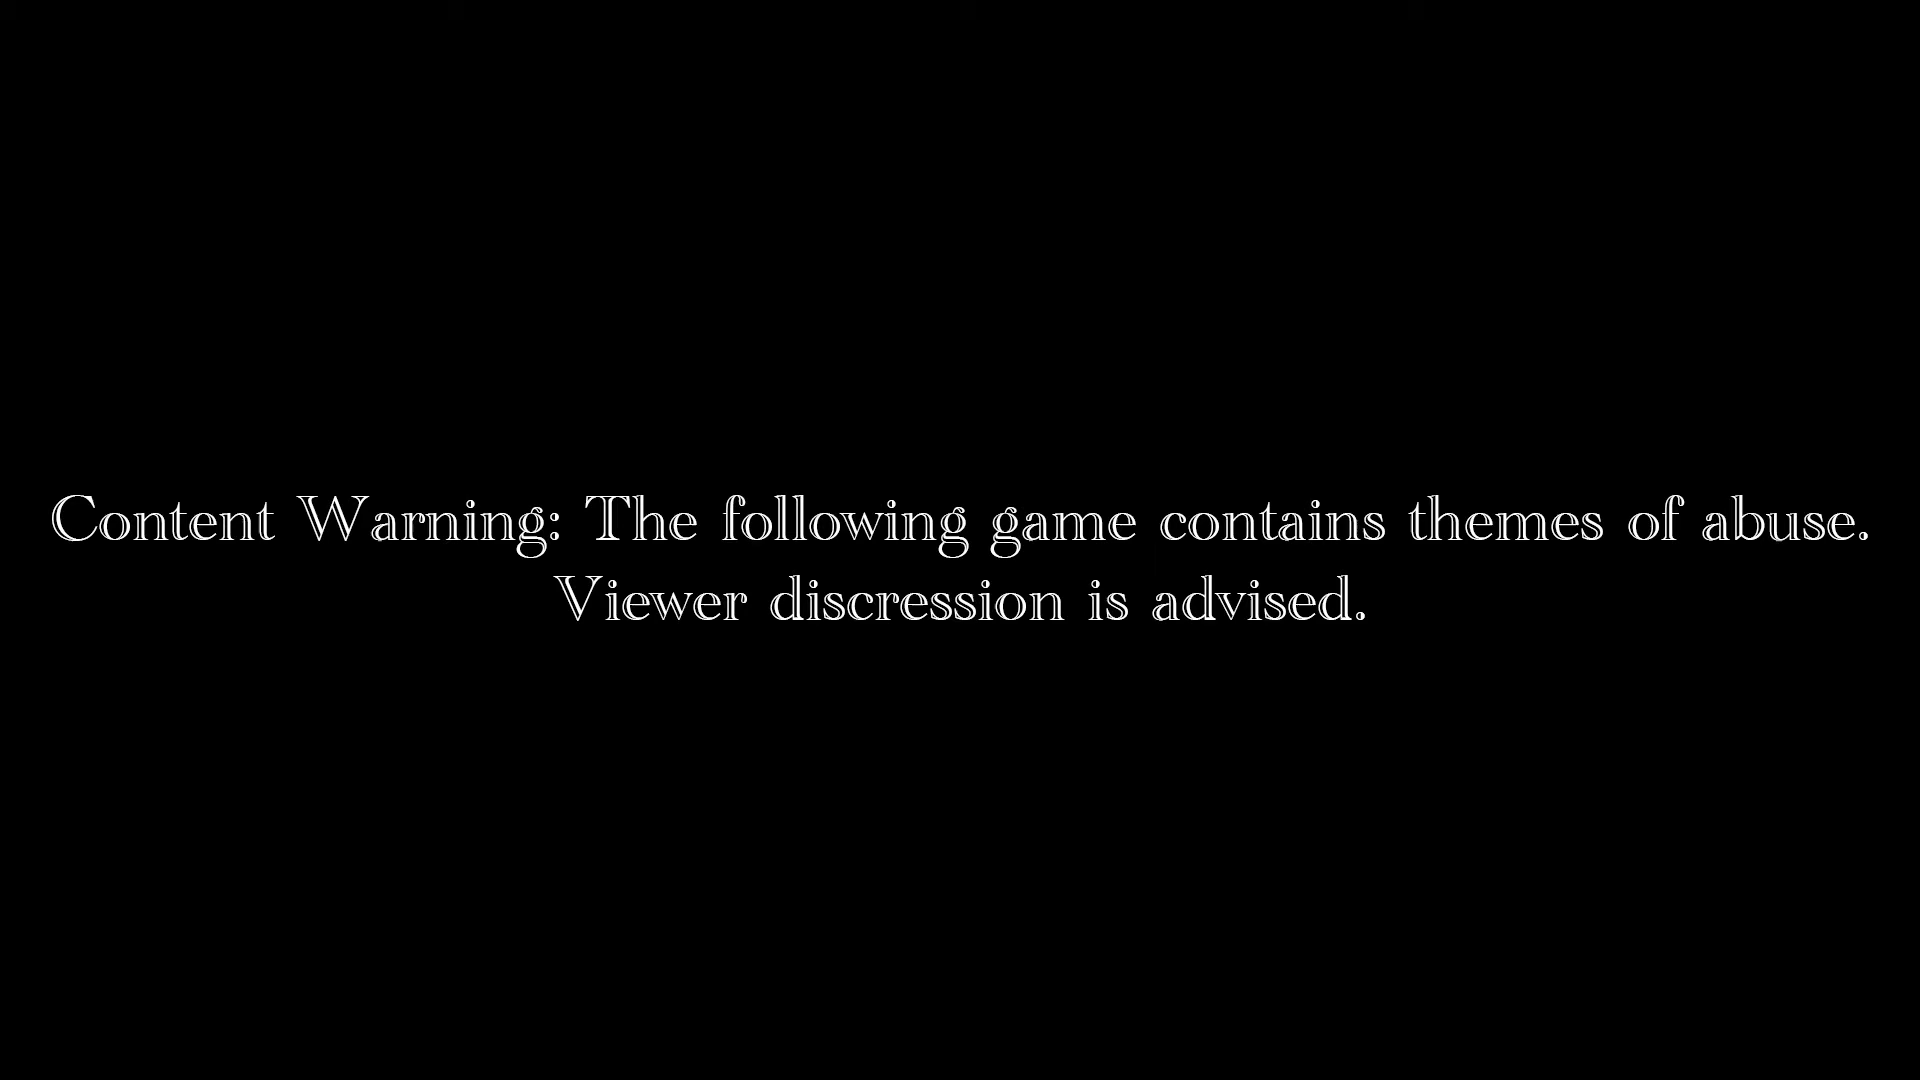 Content Warning: The following game contains themes of abuse.
Viewer discression is advised.